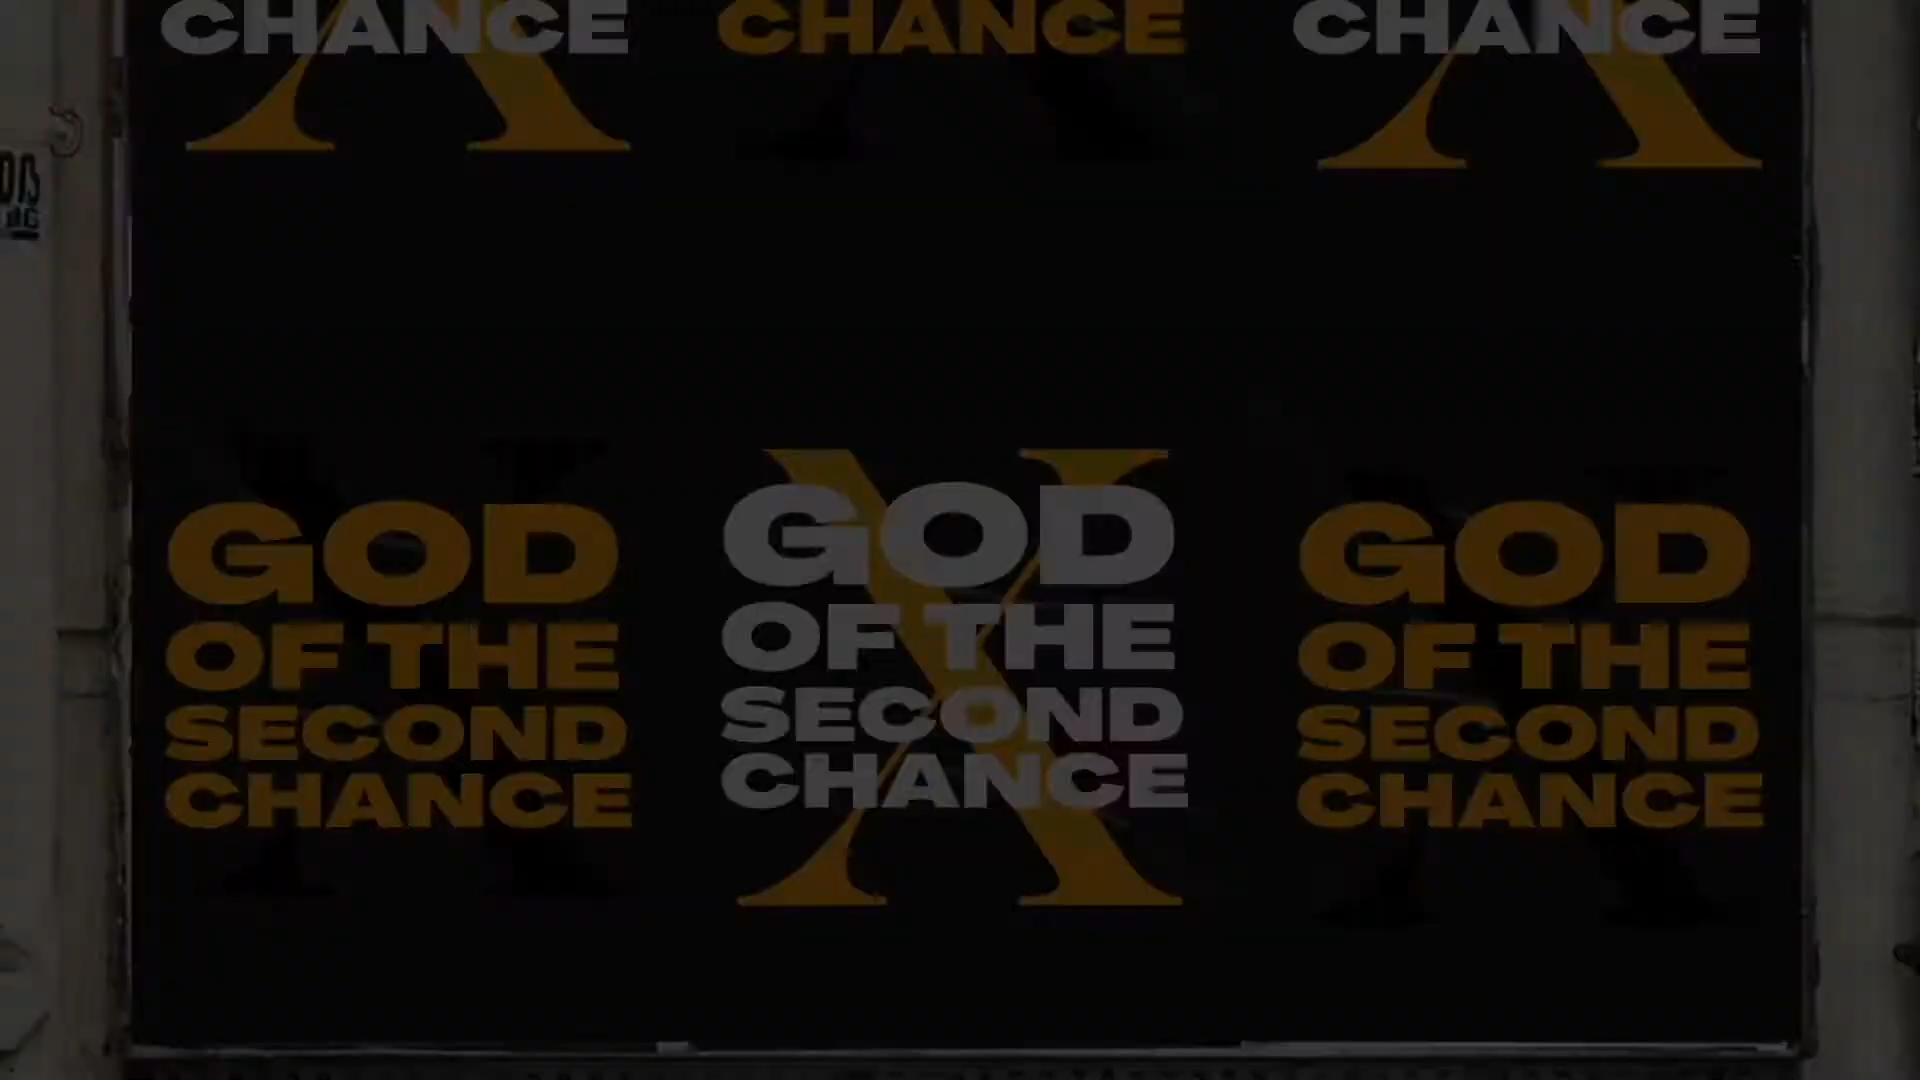 CHANCE CHANCE CHANCE
X
GOD
OF THE
SECOND
CHANCE
X
GOD
OF THE
SECOND
CHANCE
GOD
OF THE
SECOND
CHANCE